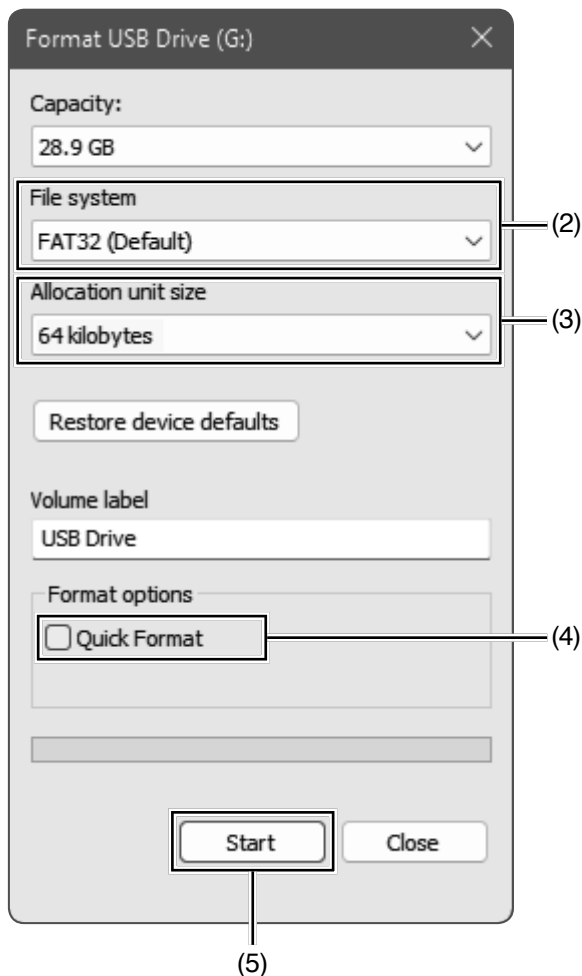 Format USB Drive (G:)
Capacity:
28.9 GB
File system
FAT32 (Default)
(2)
Allocation unit size
64 kilobytes
(3)
Restore device defaults
Volume label
USB Drive
Format options
Quick Format
(4)
Start
Close
(5)